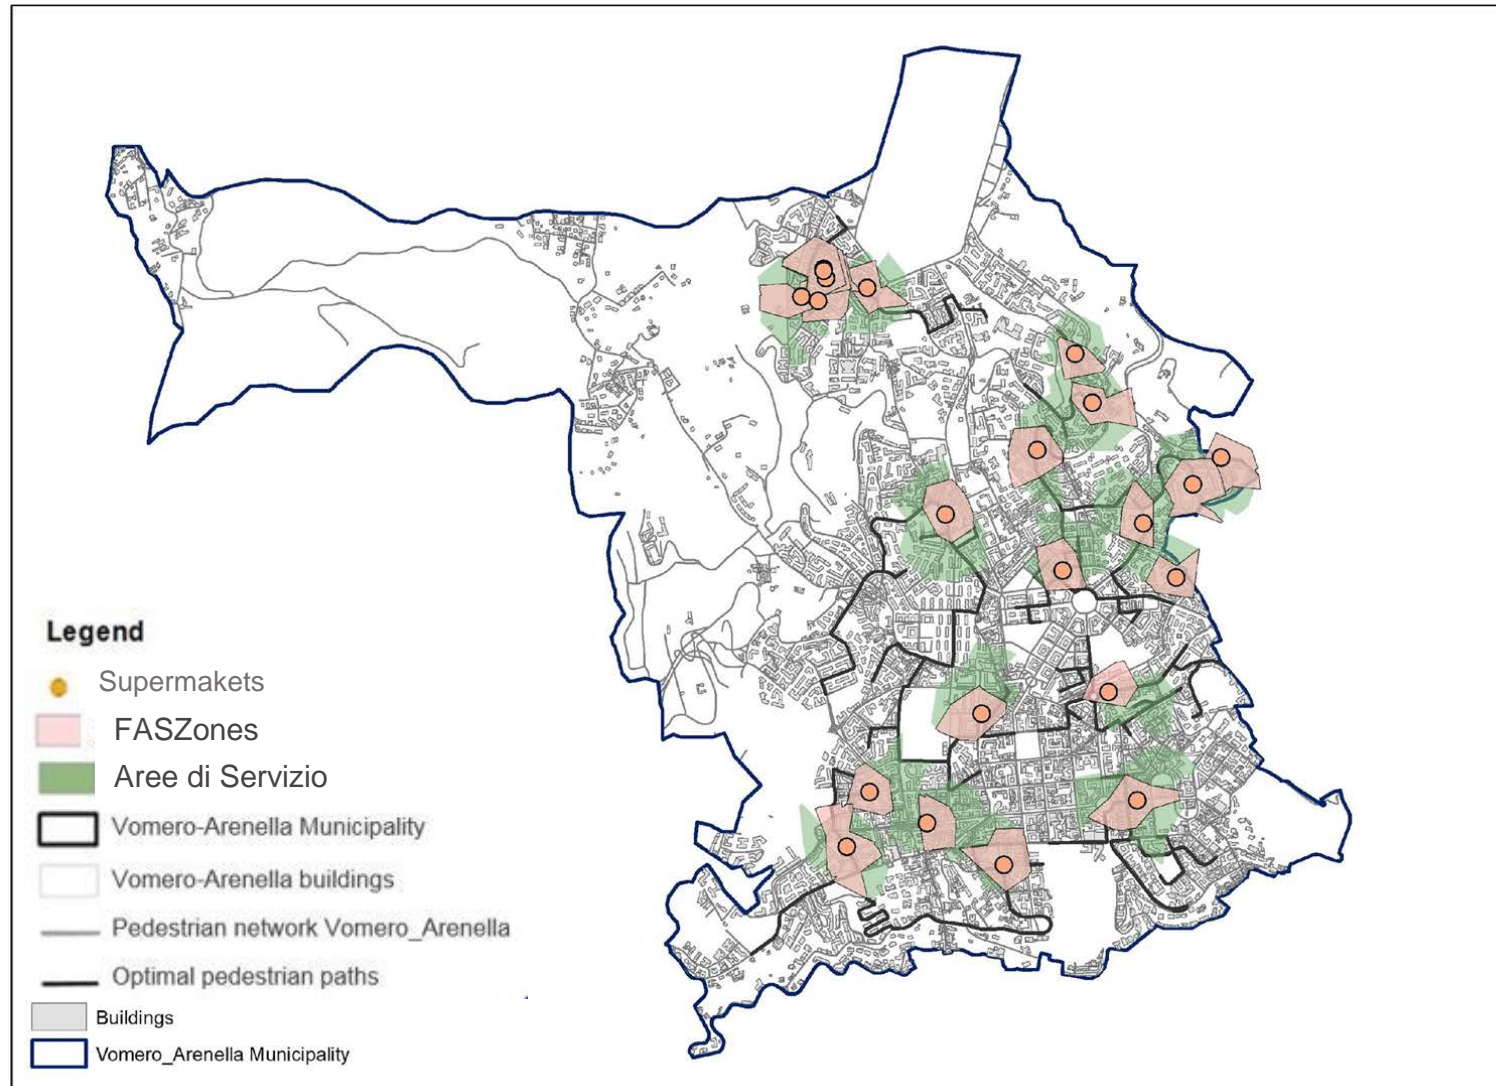 Legend
Supermakets
FASZones
Aree di Servizio
Vomero-Arenella Municipality
Vomero-Arenella buildings
Pedestrian network Vomero_Arenella
Optimal pedestrian paths
Buildings
Vomero_Arenella Municipality